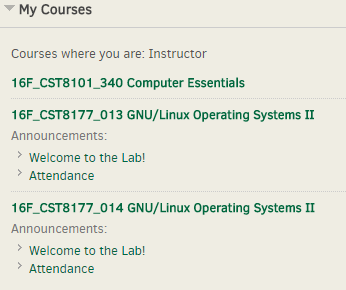 My Courses
Courses where you are: Instructor
16F_CST8101_340 Computer Essentials
16F_CST8177_013 GNU/Linux Operating Systems II
Announcements:
Welcome to the Lab!
Attendance
16F_CST8177_014 GNU/Linux Operating Systems II
Announcements:
Welcome to the Lab!
Attendance